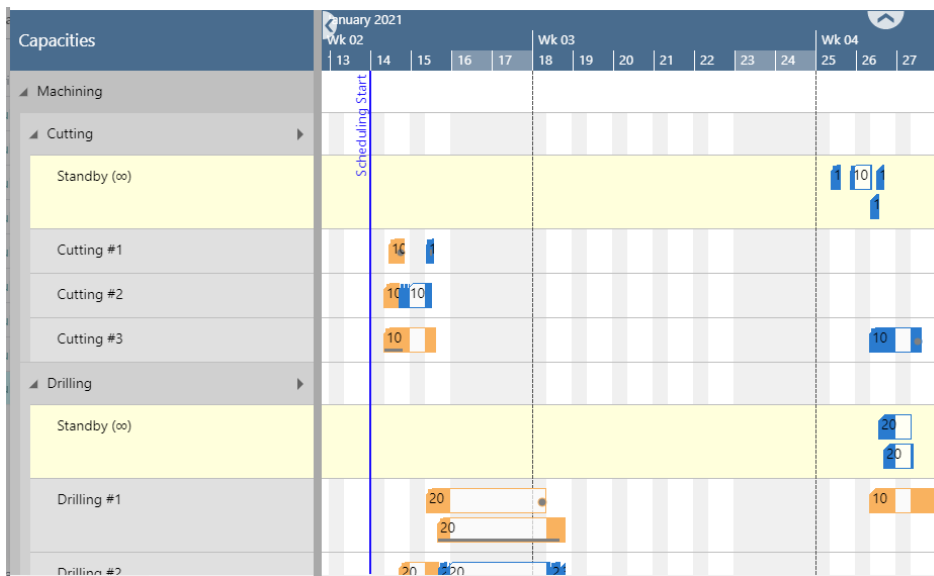 Capacities
January 2021
Wk 02 Wk 03 Wk 04
13 14 15 16 17 18 19 20 21 22 23 24 25 26 27
Scheduling Start
Machining
Cutting
Standby (∞)
1 10 1
1
Cutting #1
10 1
Cutting #2
10 10
Cutting #3
10 10
Drilling
Standby (∞)
20
20
Drilling #1
20 10
20
Drilling #2
20 2 20 2